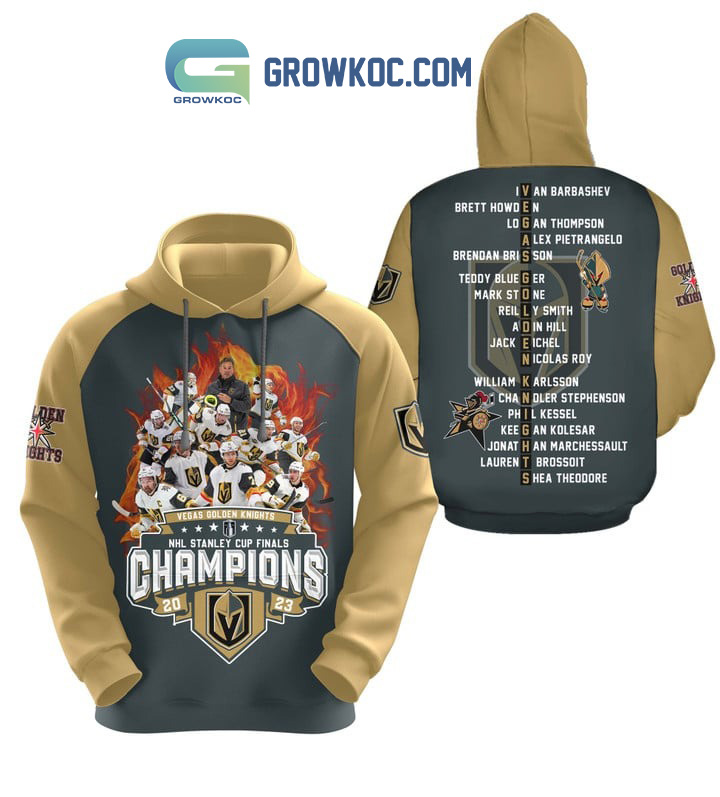 GROWKOC.COM
GROWKOC
VEGAS GOLDEN KNIGHTS
NHL STANLEY CUP FINALS
CHAMPIONS
20 23
IVAN BARBASHEV
BRETT HOWDEN
LOGAN THOMPSON
ALEX PIETRANGELO
BRENDAN BRISSON
TEDDY BLUEGER
MARK STONE
REILLY SMITH
ADIN HILL
JACK EICHEL
NICOLAS ROY
WILLIAM KARLSSON
CHANDLER STEPHENSON
PHIL KESSEL
KEEGAN KOLESAR
JONATHAN MARCHESSAULT
LAURENT BROSSOIT
SHEA THEODORE